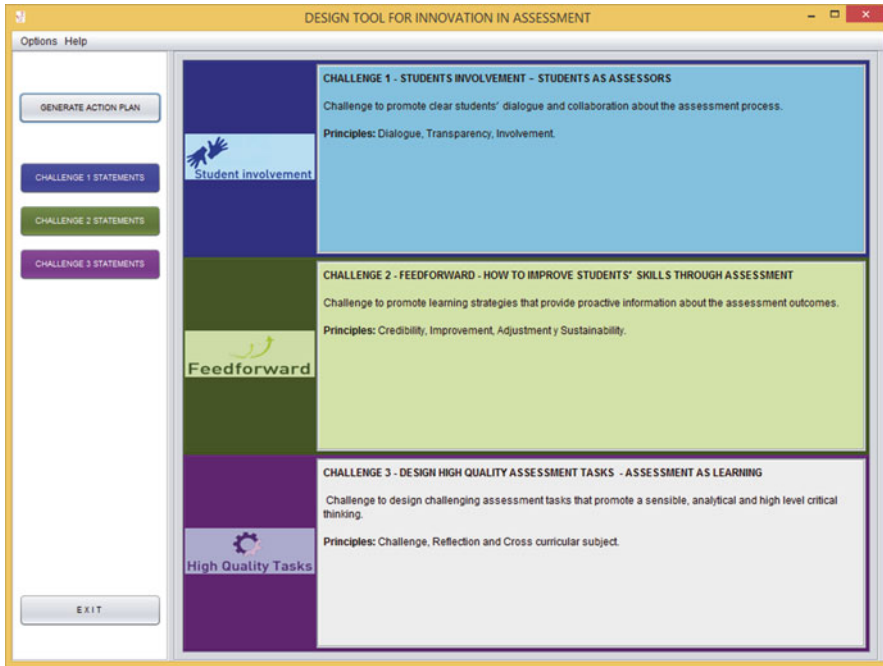 DESIGN TOOL FOR INNOVATION IN ASSESSMENT
Options Help
GENERATE ACTION PLAN
CHALLENGE 1 STATEMENTS
CHALLENGE 2 STATEMENTS
CHALLENGE 3 STATEMENTS
EXIT
Student involvement
CHALLENGE 1 - STUDENTS INVOLVEMENT – STUDENTS AS ASSESSORS
Challenge to promote clear students' dialogue and collaboration about the assessment process.
Principles: Dialogue, Transparency, Involvement.
Feedforward
CHALLENGE 2 - FEEDFORWARD - HOW TO IMPROVE STUDENTS' SKILLS THROUGH ASSESSMENT
Challenge to promote learning strategies that provide proactive information about the assessment outcomes.
Principles: Credibility, Improvement, Adjustment y Sustainability.
High Quality Tasks
CHALLENGE 3 - DESIGN HIGH QUALITY ASSESSMENT TASKS - ASSESSMENT AS LEARNING
Challenge to design challenging assessment tasks that promote a sensible, analytical and high level critical
thinking.
Principles: Challenge, Reflection and Cross curricular subject.